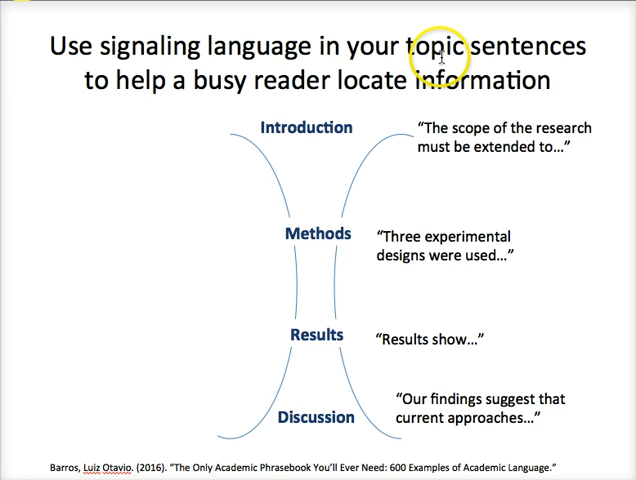 Use signaling language in your topic sentences
to help a busy reader locate information
Introduction
“The scope of the research
must be extended to…”
Methods
“Three experimental
designs were used…”
Results
“Results show…”
Discussion
“Our findings suggest that
current approaches…”
Barros, Luiz Otavio. (2016). “The Only Academic Phrasebook You’ll Ever Need: 600 Examples of Academic Language.”